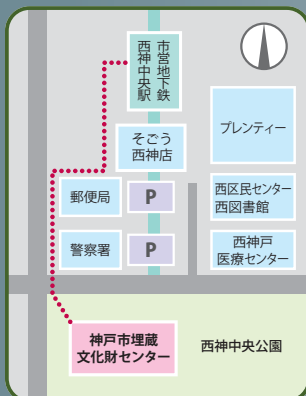 市営地下鉄
西神中央駅
プレンティー
そごう
西神店
郵便局
P
西区民センター
西図書館
警察署
P
西神戸
医療センター
神戸市埋蔵
文化財センター
西神中央公園